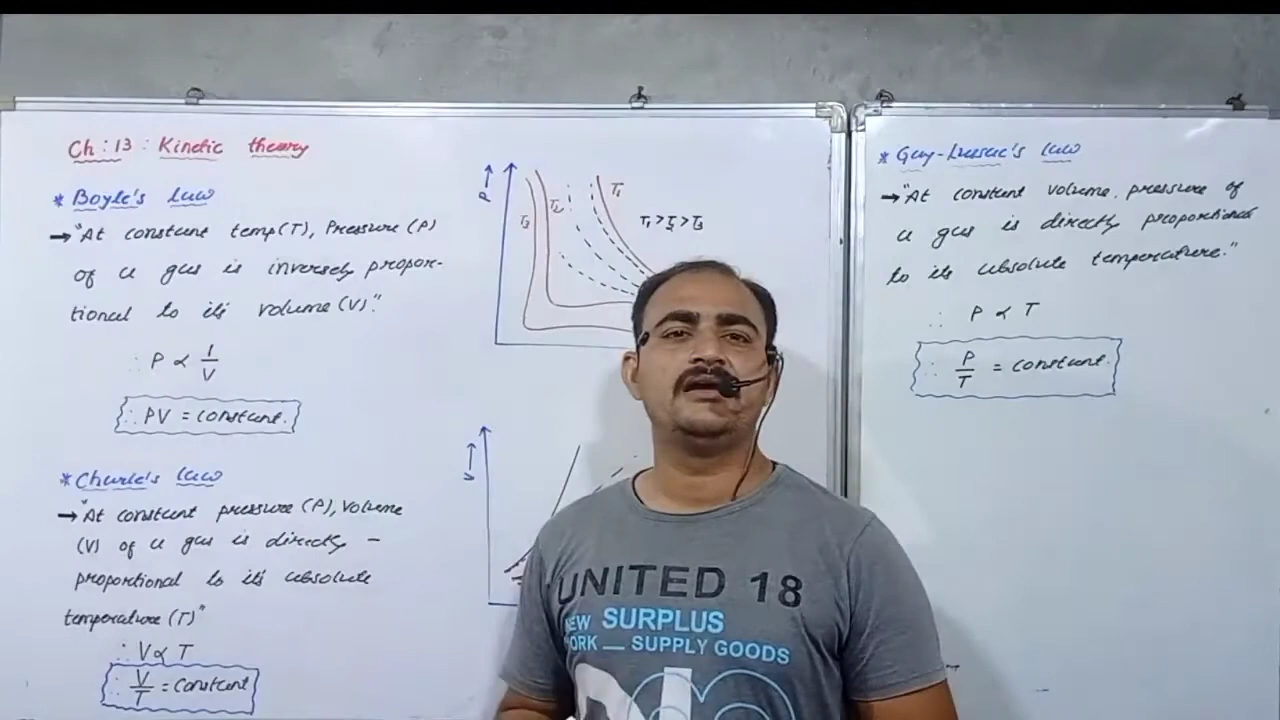 Ch : 13 : Kinetic theory
* Boyle's law
→ "At constant temp(T), Pressure (P)
of a gas is inversely propor-
tional to its volume (V)."
∴ P ∝ 1/V
∴ PV = constant.
* Charle's law
→ "At constant pressure (P), volume
(V) of a gas is directly -
proportional to its absolute
temperature (T)"
∴ V ∝ T
∴ V/T = constant
P →
T3
T2
T1
T1 > T2 > T3
V →
* Gay-Lussac's law
→ "At constant volume, pressure of
a gas is directly proportional
to its absolute temperature."
∴ P ∝ T
∴ P/T = constant.
UNITED 18
NEW SURPLUS
SUPPLY GOODS